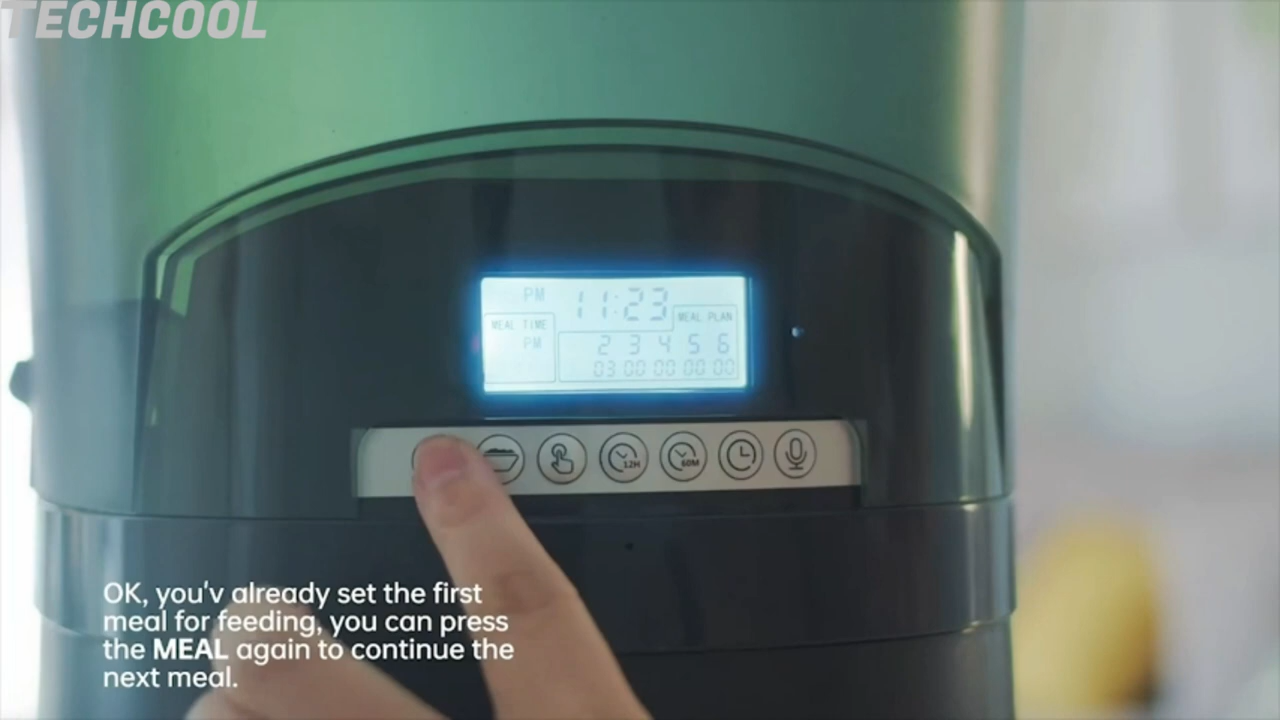 TECHCOOL
PM 11:23
MEAL PLAN
MEAL TIME
PM 2 3 4 5 6
03 00 00 00 00
12H 60M
OK, you'v already set the first
meal for feeding, you can press
the MEAL again to continue the
next meal.